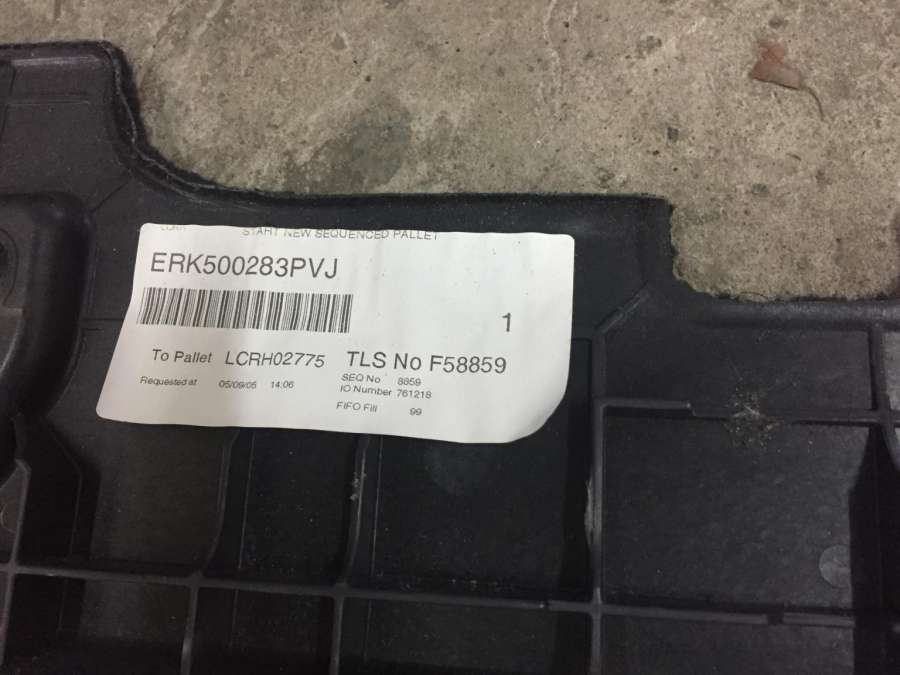 START NEW SEQUENCED PALLET
ERK500283PVJ
1
To Pallet LCRH02775 TLS No F58859
Requested at 05/09/05 14:06 SEQ No 8859
IO Number 761218
FIFO Fill 99